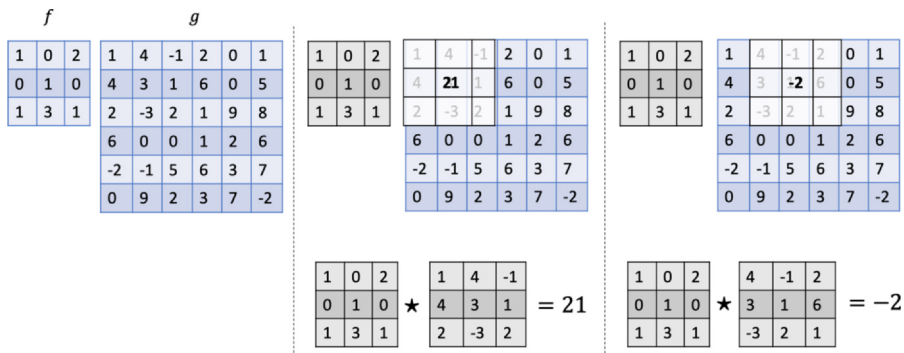 f
g
1 0 2
0 1 0
1 3 1
1 4 -1 2 0 1
4 3 1 6 0 5
2 -3 2 1 9 8
6 0 0 1 2 6
-2 -1 5 6 3 7
0 9 2 3 7 -2
1 0 2
0 1 0
1 3 1
1 4 -1 2 0 1
4 21 1 6 0 5
2 -3 2 1 9 8
6 0 0 1 2 6
-2 -1 5 6 3 7
0 9 2 3 7 -2
1 0 2
0 1 0
1 3 1
★
1 4 -1
4 3 1
2 -3 2
= 21
1 0 2
0 1 0
1 3 1
1 4 -1 2 0 1
4 3 -2 6 0 5
2 -3 2 1 9 8
6 0 0 1 2 6
-2 -1 5 6 3 7
0 9 2 3 7 -2
1 0 2
0 1 0
1 3 1
★
4 -1 2
3 1 6
-3 2 1
= −2